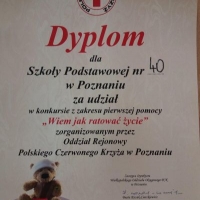 Dyplom
dla
Szkoły Podstawowej nr 40
w Poznaniu
za udział
w konkursie z zakresu pierwszej pomocy
„Wiem jak ratować życie”
zorganizowanym przez
Oddział Rejonowy
Polskiego Czerwonego Krzyża w Poznaniu